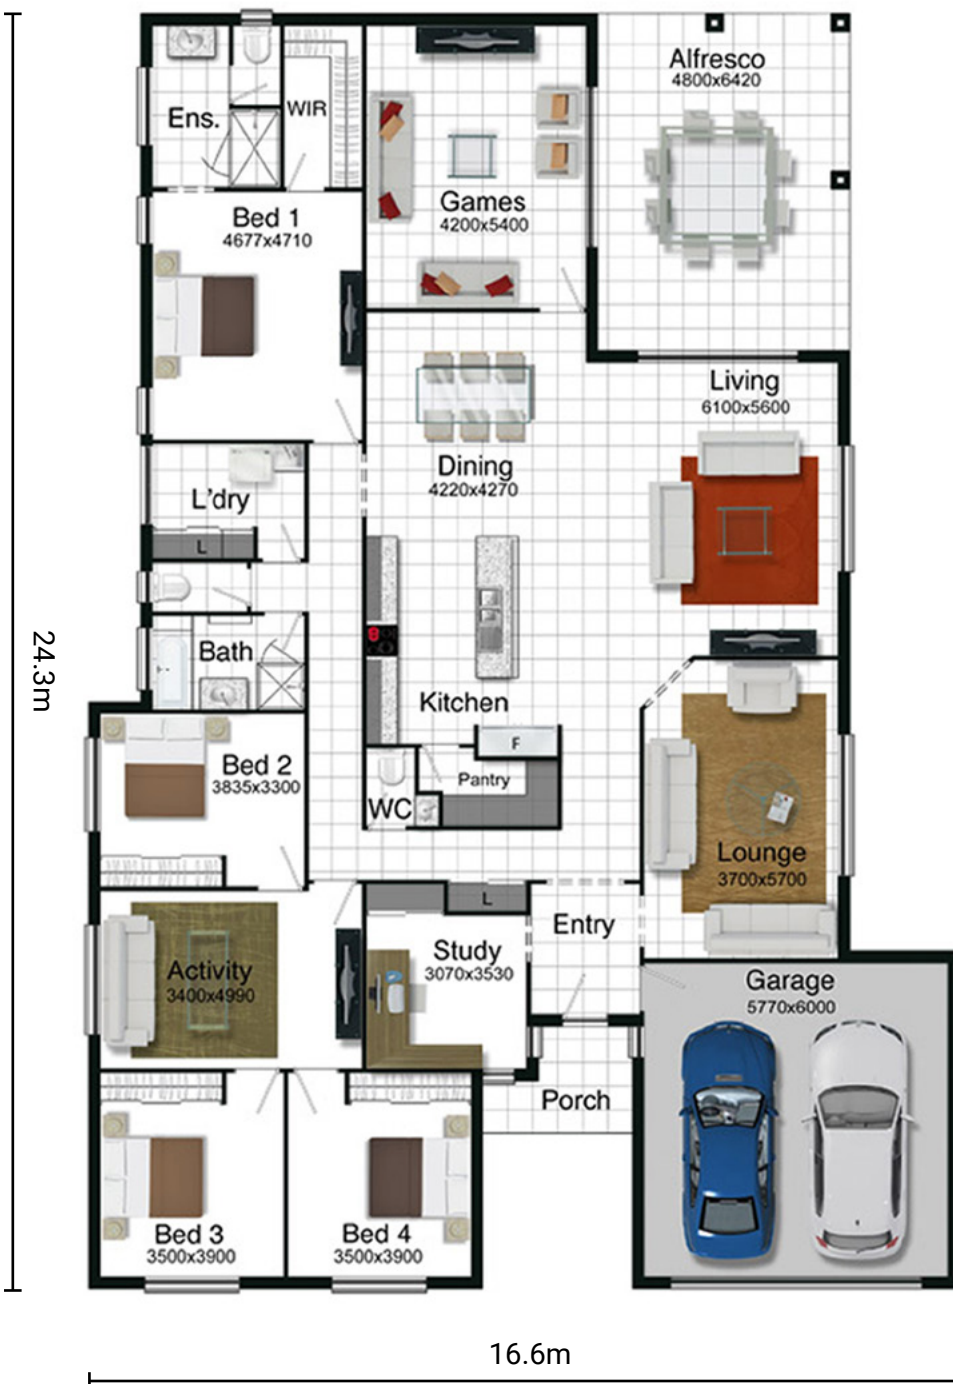 Alfresco
4800x6420
Ens.
WIR
Games
4200x5400
Bed 1
4677x4710
Living
6100x5600
Dining
4220x4270
L'dry
L
Bath
24.3m
Kitchen
F
Pantry
WC
Bed 2
3835x3300
Lounge
3700x5700
L
Entry
Study
3070x3530
Activity
3400x4990
Garage
5770x6000
Porch
Bed 3
3500x3900
Bed 4
3500x3900
16.6m